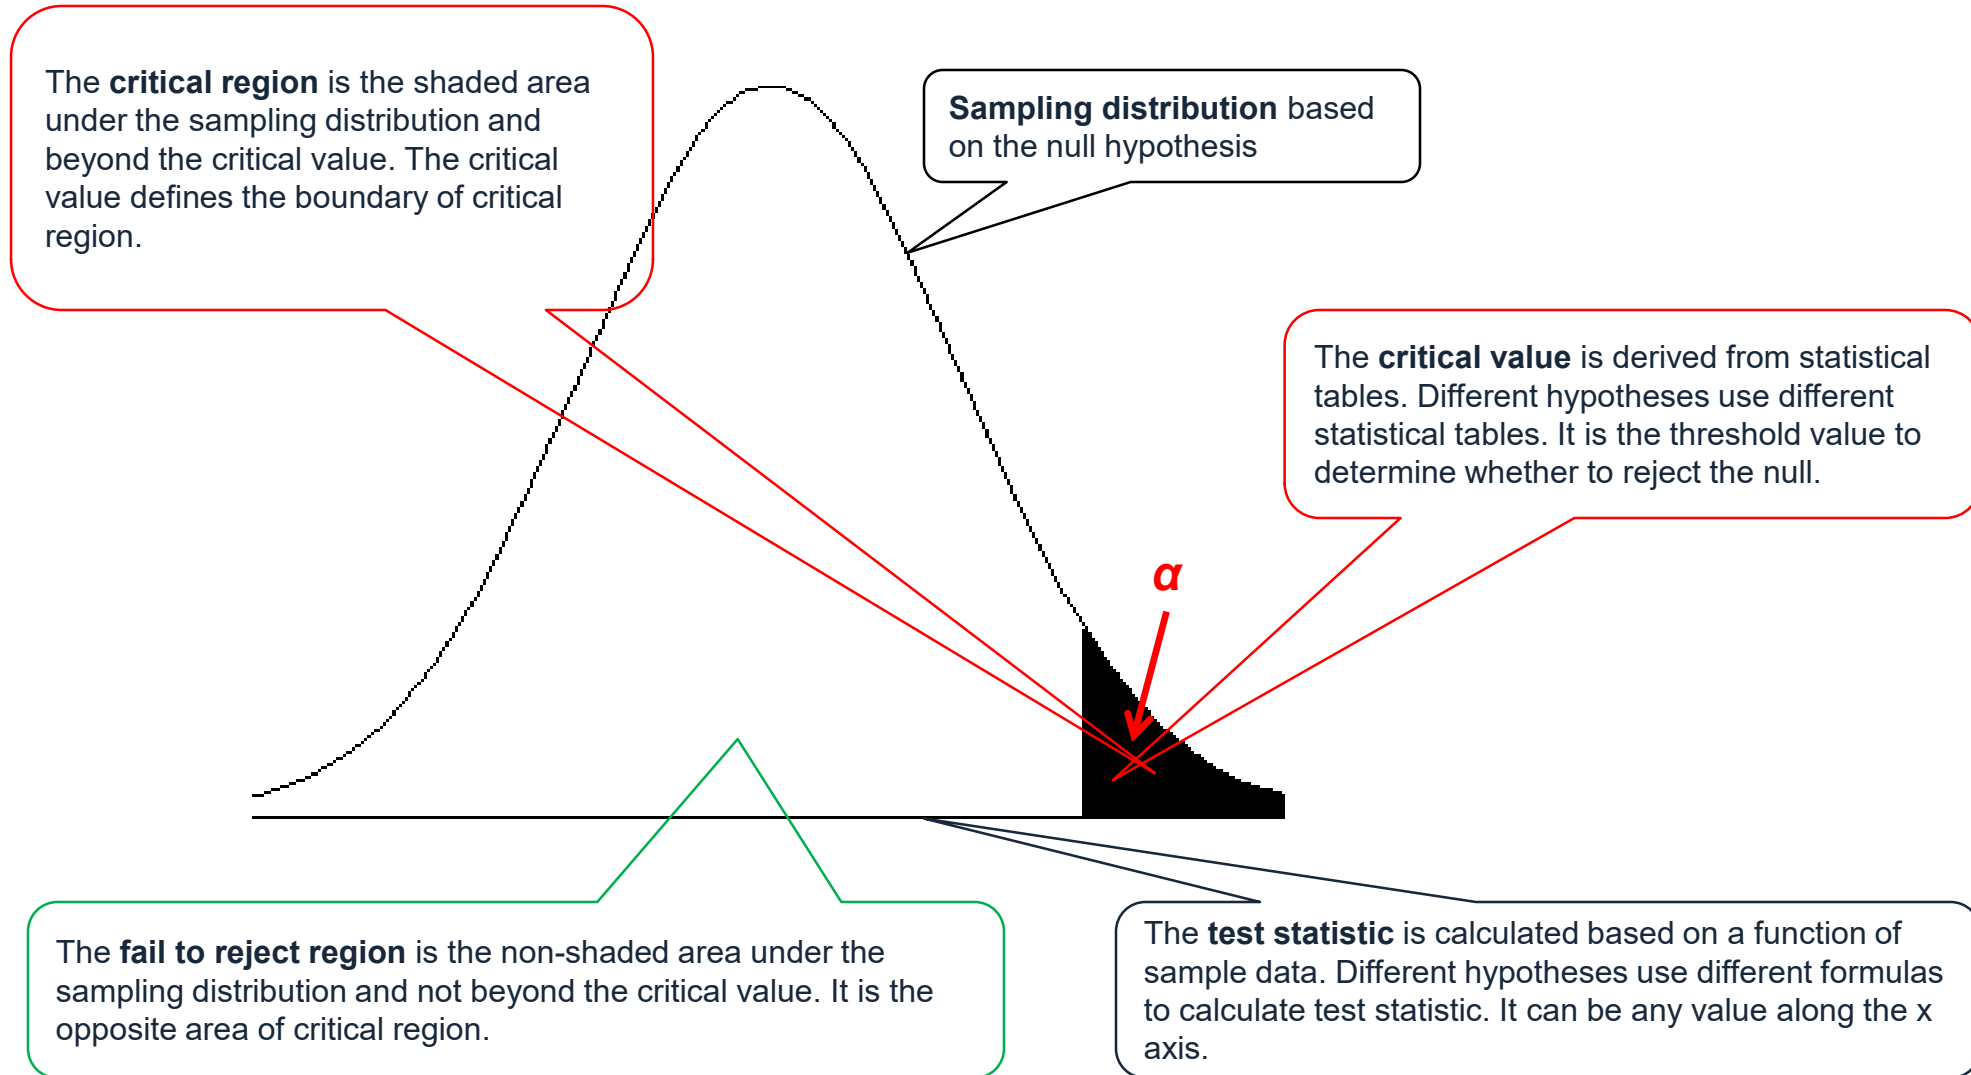 The critical region is the shaded area
under the sampling distribution and
beyond the critical value. The critical
value defines the boundary of critical
region.
Sampling distribution based
on the null hypothesis
The critical value is derived from statistical
tables. Different hypotheses use different
statistical tables. It is the threshold value to
determine whether to reject the null.
α
The fail to reject region is the non-shaded area under the
sampling distribution and not beyond the critical value. It is the
opposite area of critical region.
The test statistic is calculated based on a function of
sample data. Different hypotheses use different formulas
to calculate test statistic. It can be any value along the x
axis.